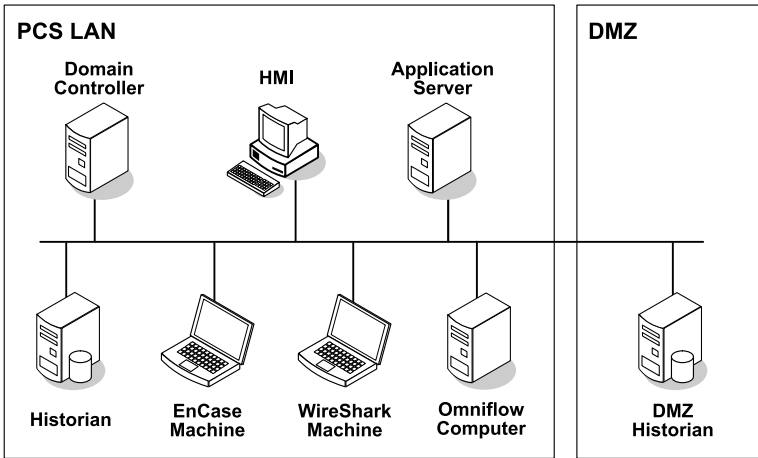 PCS LAN
DMZ
Domain
Controller
HMI
Application
Server
Historian
EnCase
Machine
WireShark
Machine
Omniflow
Computer
DMZ
Historian